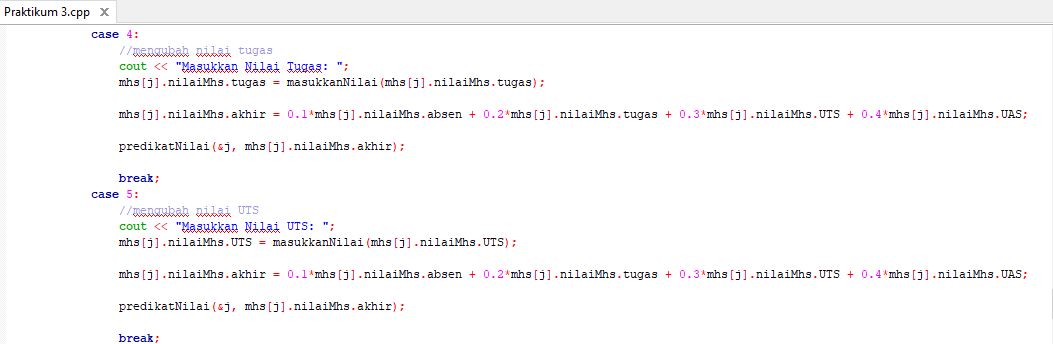 Praktikum 3.cpp X
case 4:
//mengubah nilai tugas
cout << "Masukkan Nilai Tugas: ";
mhs[j].nilaiMhs.tugas = masukkanNilai(mhs[j].nilaiMhs.tugas);
mhs[j].nilaiMhs.akhir = 0.1*mhs[j].nilaiMhs.absen + 0.2*mhs[j].nilaiMhs.tugas + 0.3*mhs[j].nilaiMhs.UTS + 0.4*mhs[j].nilaiMhs.UAS;
predikatNilai(&j, mhs[j].nilaiMhs.akhir);
break;
case 5:
//mengubah nilai UTS
cout << "Masukkan Nilai UTS: ";
mhs[j].nilaiMhs.UTS = masukkanNilai(mhs[j].nilaiMhs.UTS);
mhs[j].nilaiMhs.akhir = 0.1*mhs[j].nilaiMhs.absen + 0.2*mhs[j].nilaiMhs.tugas + 0.3*mhs[j].nilaiMhs.UTS + 0.4*mhs[j].nilaiMhs.UAS;
predikatNilai(&j, mhs[j].nilaiMhs.akhir);
break;